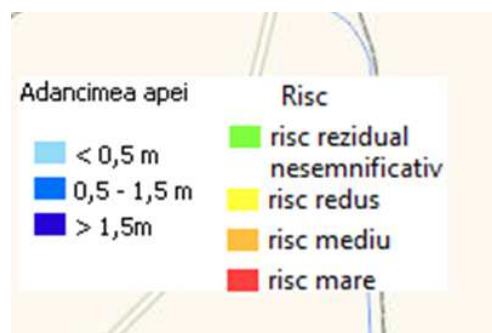 Adancimea apei
< 0,5 m
0,5 - 1,5 m
> 1,5m
Risc
risc rezidual
nesemnificativ
risc redus
risc mediu
risc mare